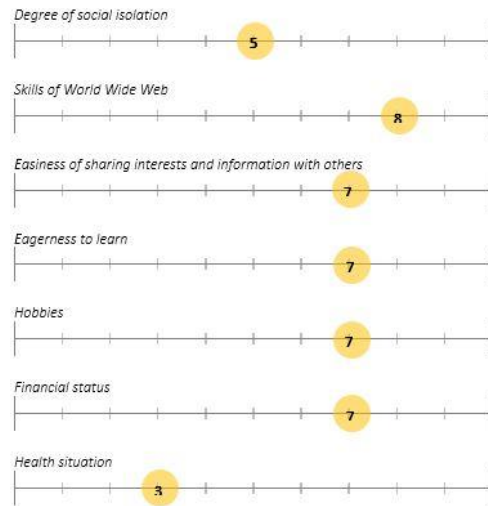 Degree of social isolation
5
Skills of World Wide Web
8
Easiness of sharing interests and information with others
7
Eagerness to learn
7
Hobbies
7
Financial status
7
Health situation
3